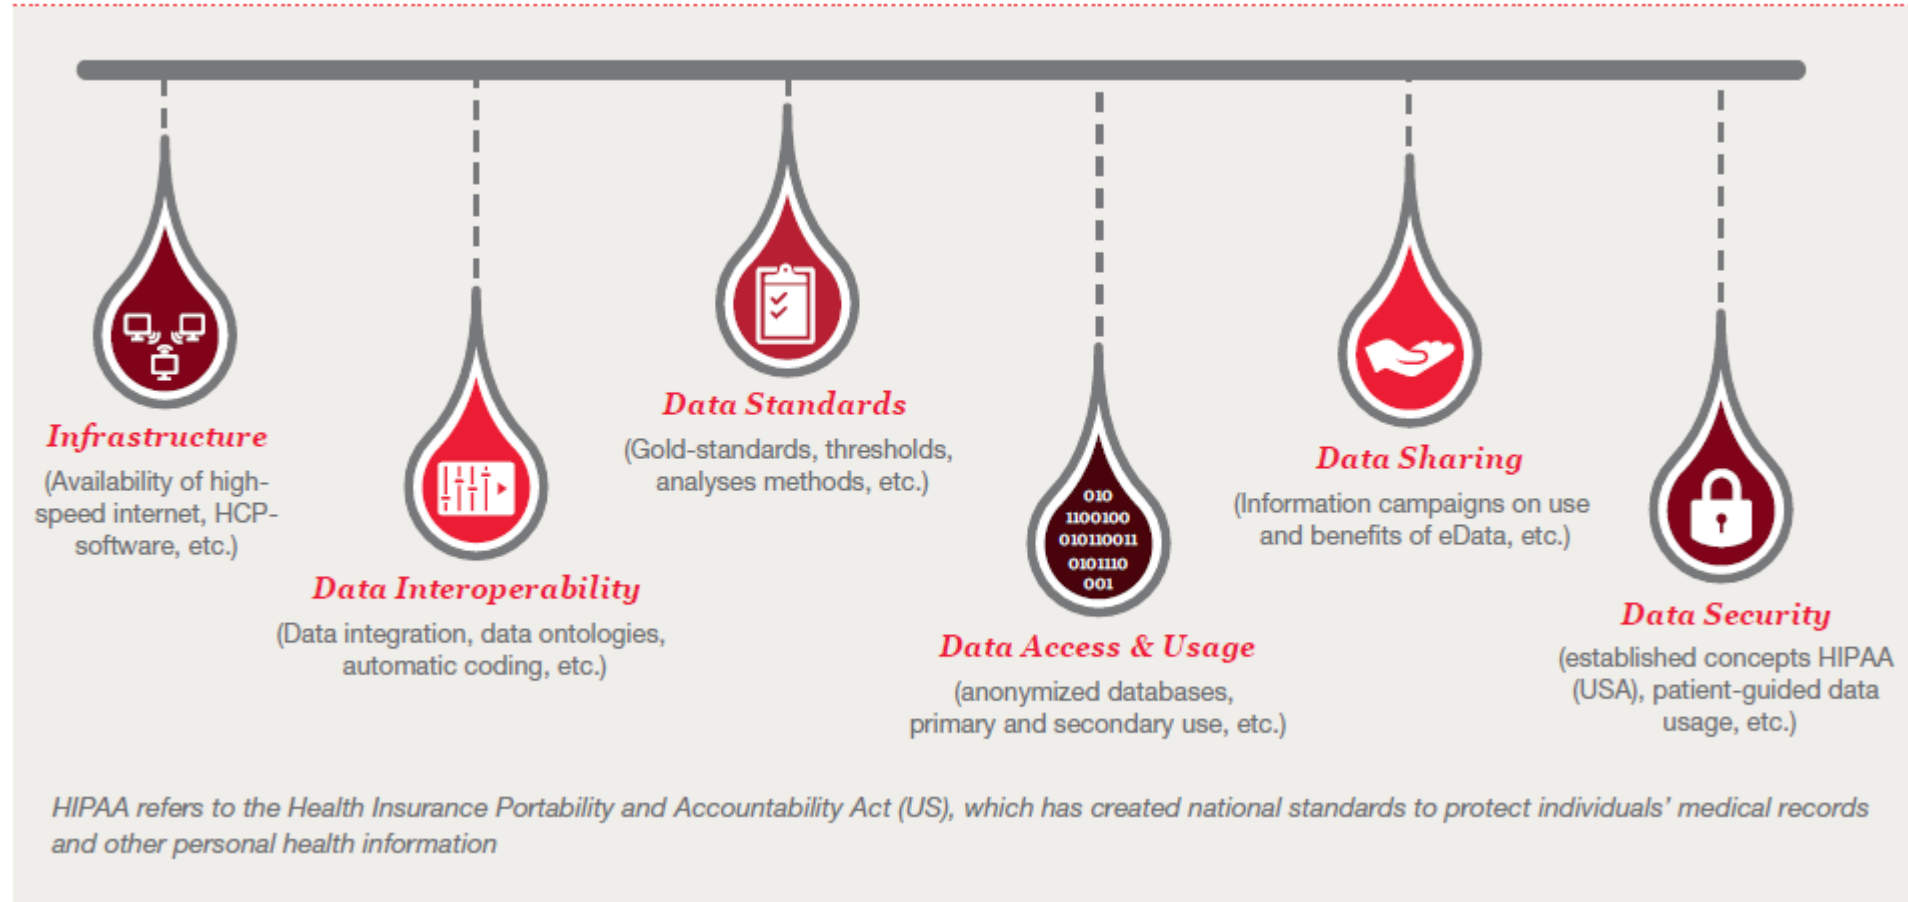 Infrastructure
(Availability of high-
speed internet, HCP-
software, etc.)
Data Interoperability
(Data integration, data ontologies,
automatic coding, etc.)
Data Standards
(Gold-standards, thresholds,
analyses methods, etc.)
010
1100100
010110011
0101110
001
Data Access & Usage
(anonymized databases,
primary and secondary use, etc.)
Data Sharing
(Information campaigns on use
and benefits of eData, etc.)
Data Security
(established concepts HIPAA
(USA), patient-guided data
usage, etc.)
HIPAA refers to the Health Insurance Portability and Accountability Act (US), which has created national standards to protect individuals’ medical records
and other personal health information